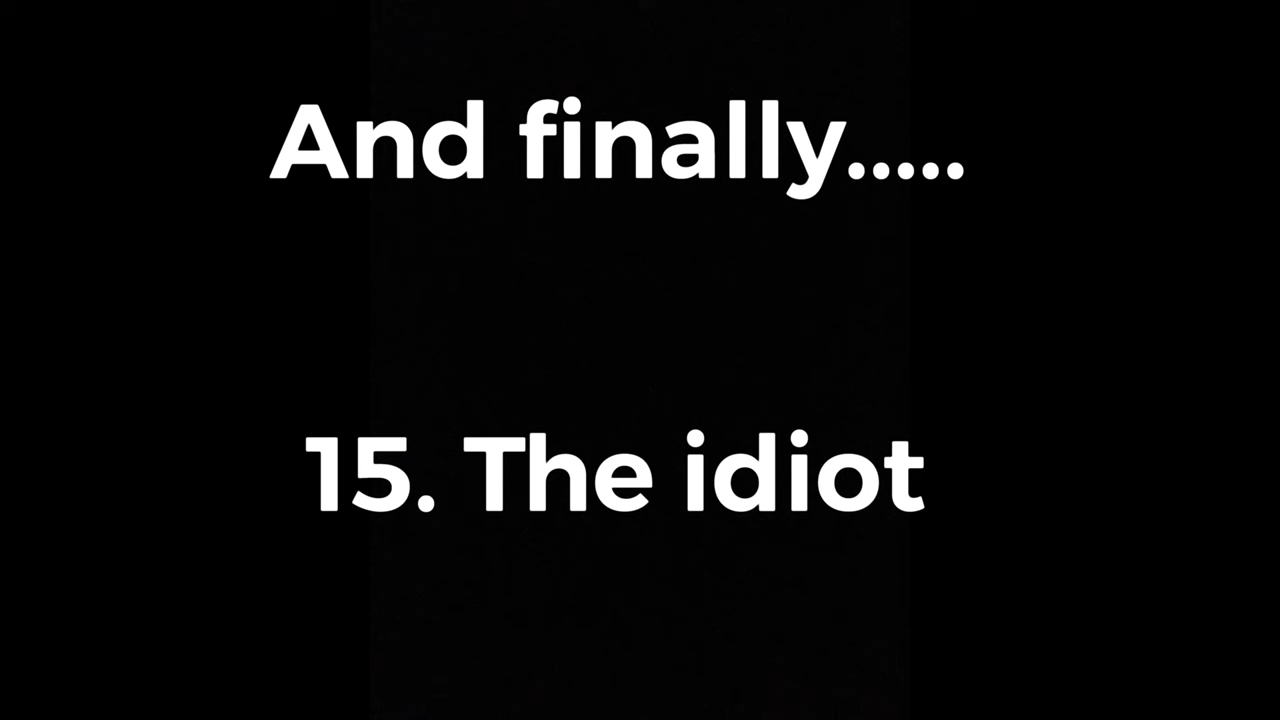 And finally.....
15. The idiot